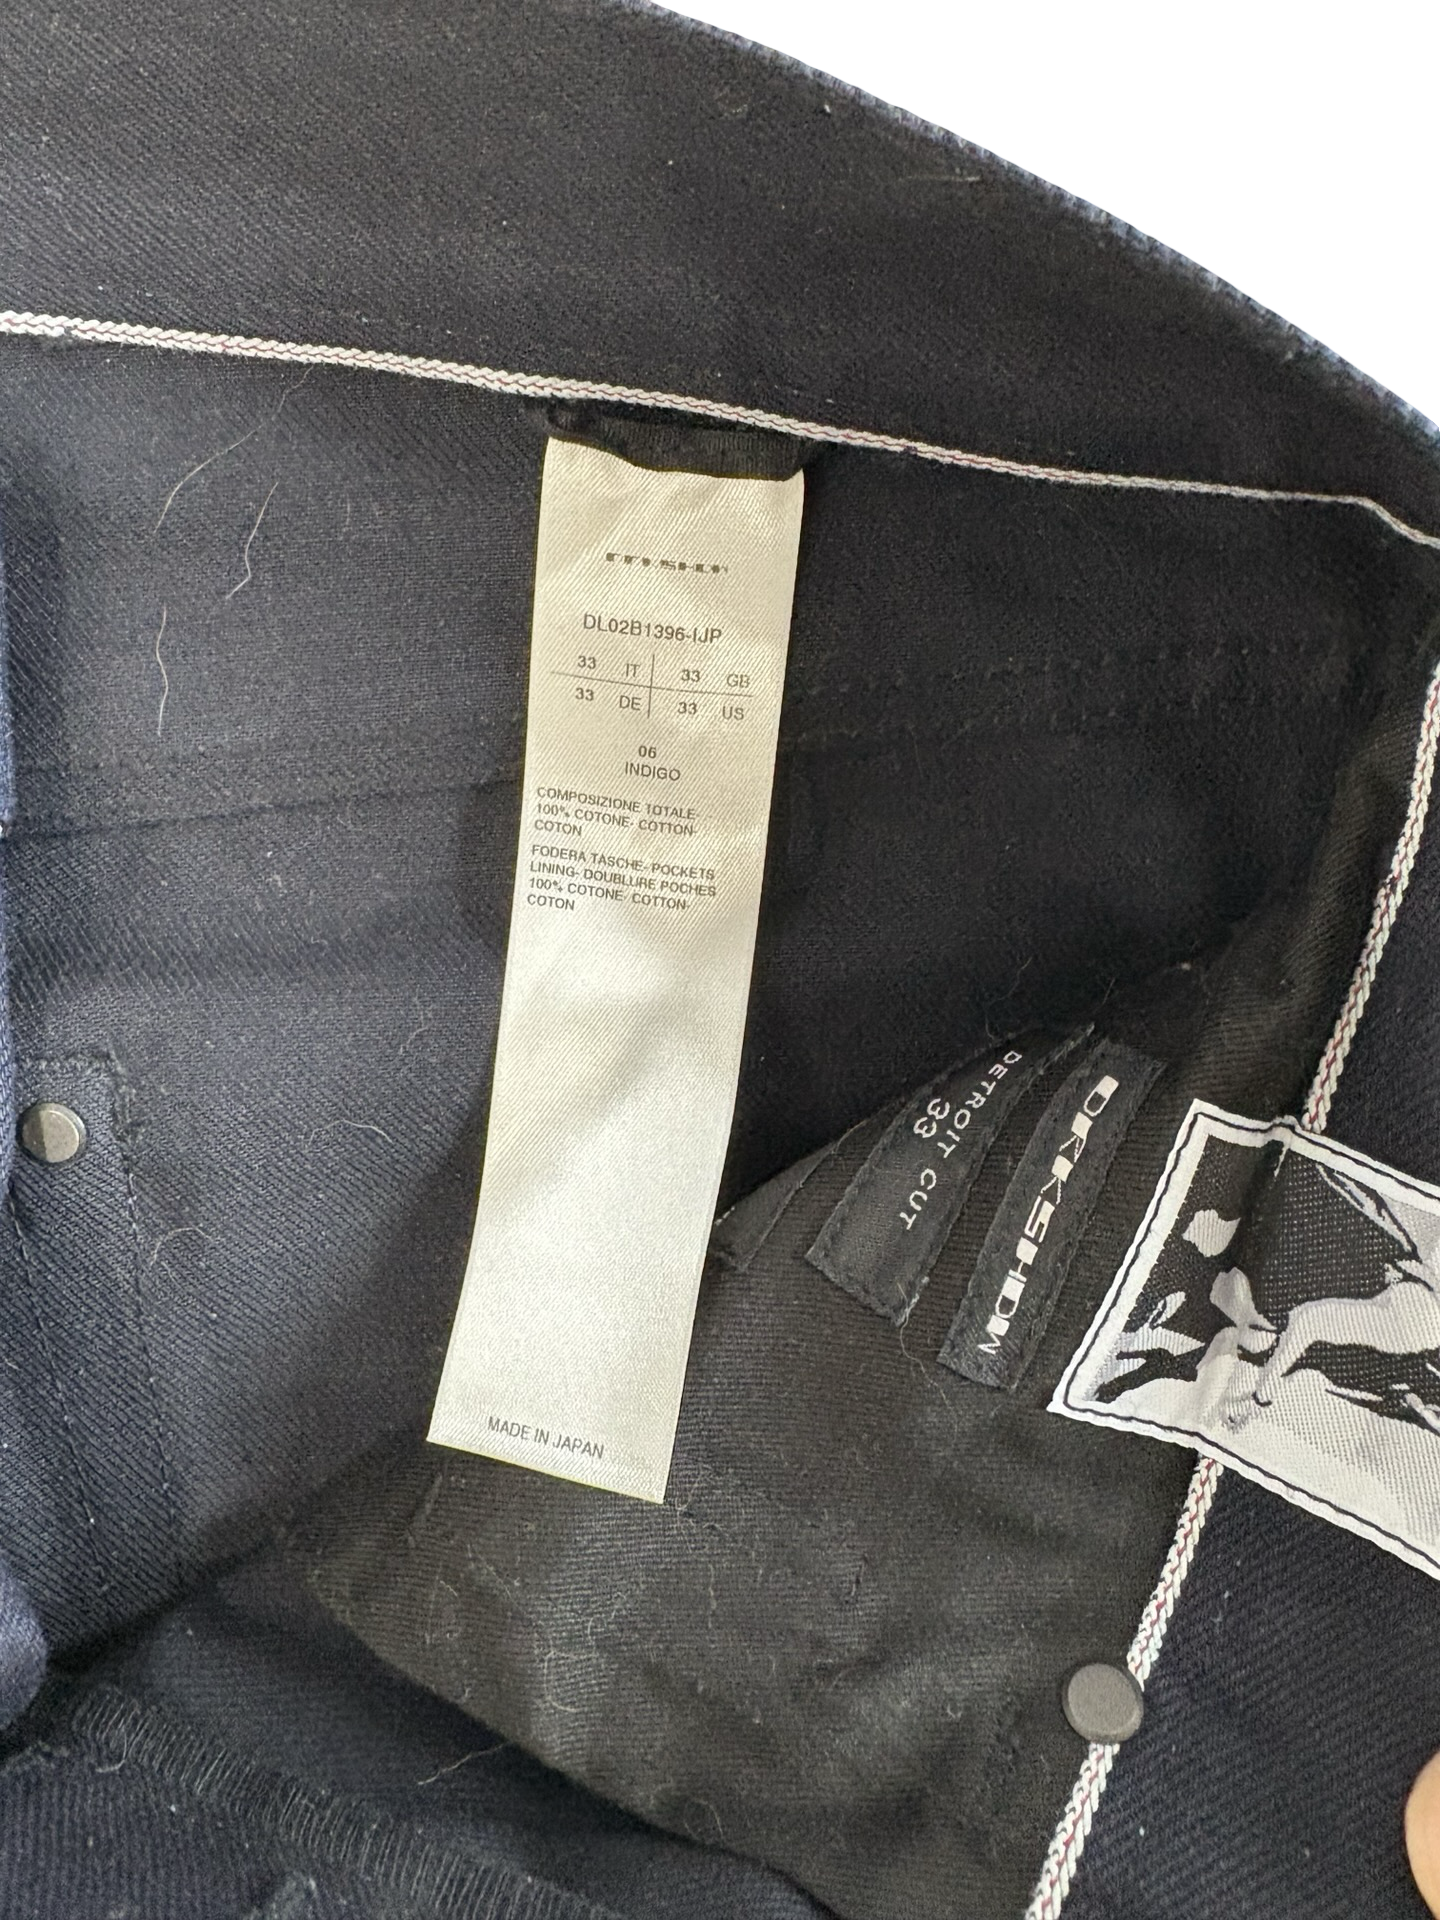 DRKSHDW
DL02B1396-IJP
33 IT 33 GB
33 DE 33 US
06
INDIGO
COMPOSIZIONE TOTALE-
100% COTONE- COTTON-
COTON
FODERA TASCHE- POCKETS
LINING- DOUBLURE POCHES
100% COTONE- COTTON-
COTON
MADE IN JAPAN
DETROIT CUT
33
DRKSHDW